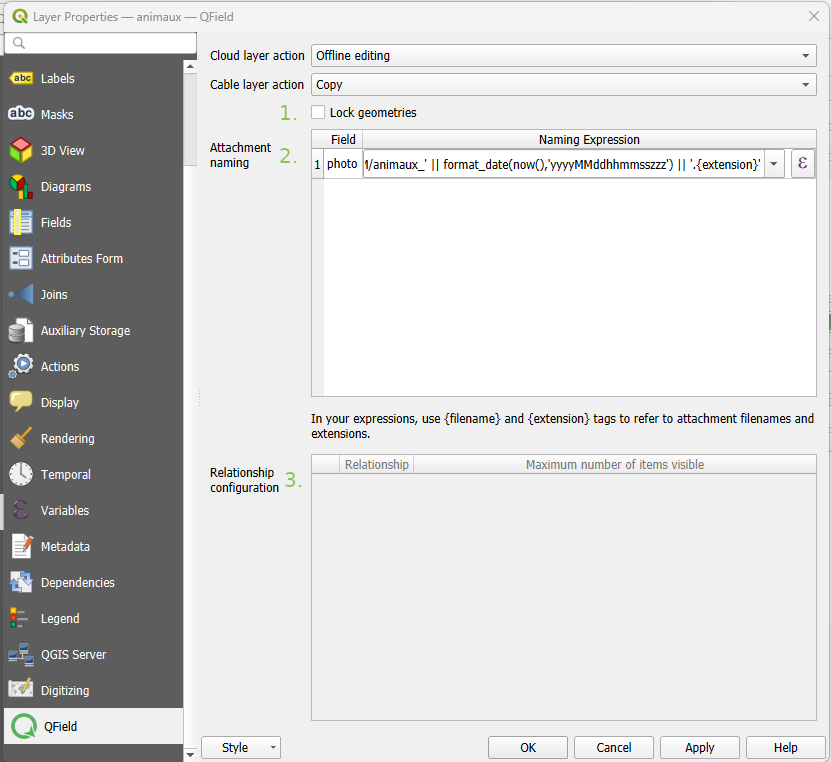 Layer Properties — animaux — QField
abc Labels
abc Masks
3D View
Diagrams
Fields
Attributes Form
Joins
Auxiliary Storage
Actions
Display
Rendering
Temporal
ε Variables
Metadata
Dependencies
Legend
QGIS Server
Digitizing
QField
Cloud layer action Offline editing
Cable layer action Copy
1. Lock geometries
Attachment
naming 2.
Field Naming Expression
1 photo /animaux_' || format_date(now(),'yyyyMMddhhmmsszzz') || '.{extension}' ε
In your expressions, use {filename} and {extension} tags to refer to attachment filenames and
extensions.
Relationship
configuration 3.
Relationship Maximum number of items visible
Style OK Cancel Apply Help